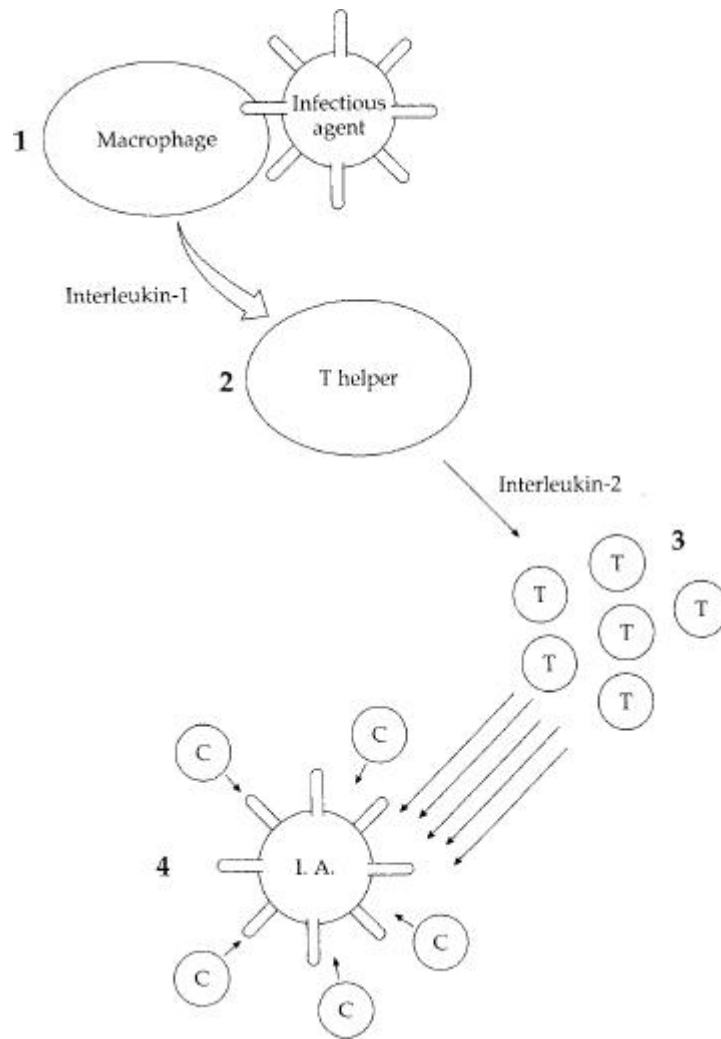 Infectious
agent
1
Macrophage
Interleukin-1
2
T helper
Interleukin-2
3
T
T
T
T
T
T
C
C
4
I. A.
C
C
C